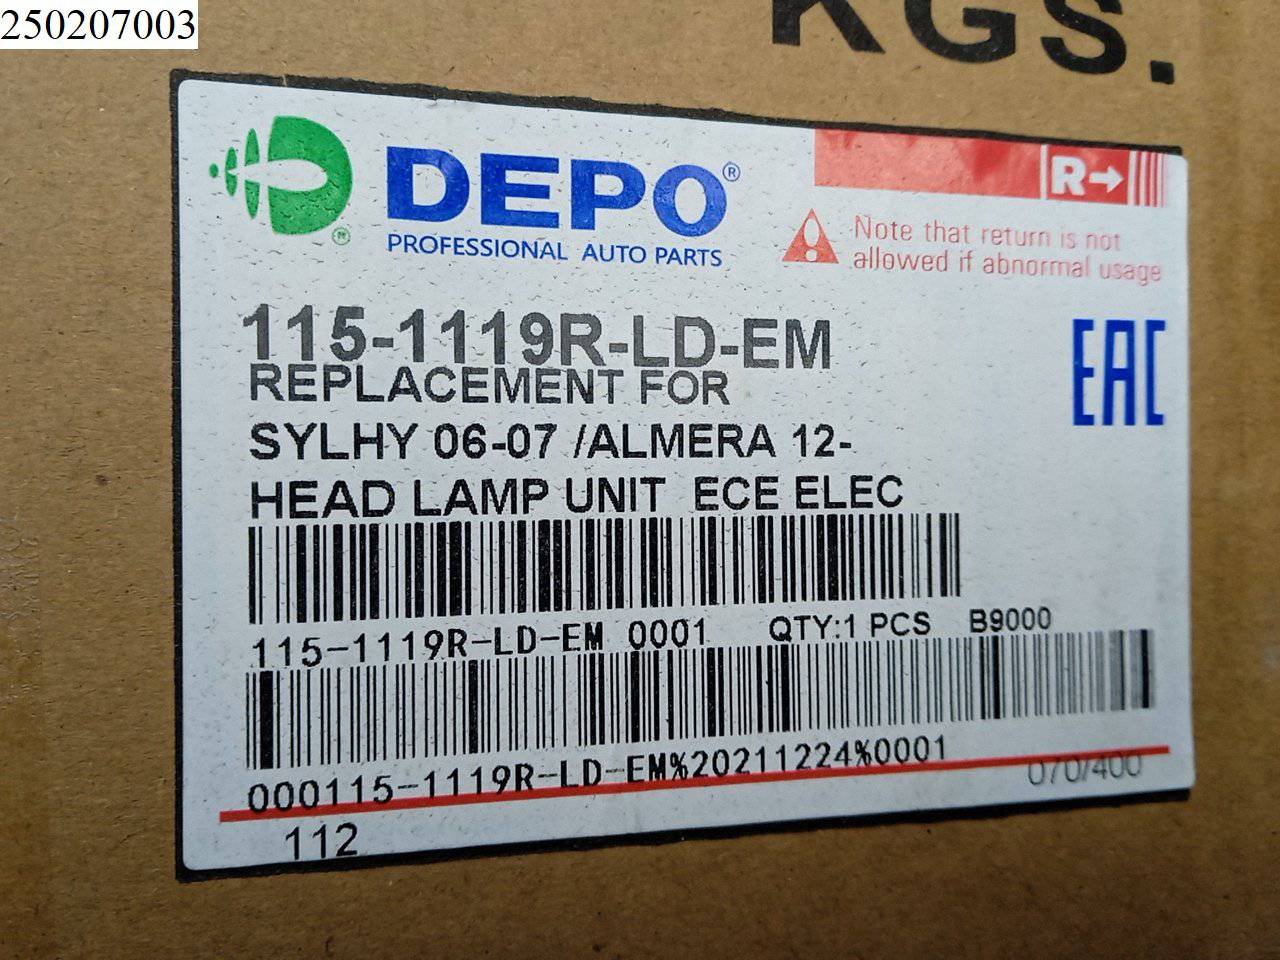 250207003
KGS.
DEPO®
®
PROFESSIONAL AUTO PARTS
R→
Note that return is not
allowed if abnormal usage
115-1119R-LD-EM
REPLACEMENT FOR
SYLHY 06-07 /ALMERA 12-
HEAD LAMP UNIT ECE ELEC
EAC
115-1119R-LD-EM 0001 QTY:1 PCS B9000
000115-1119R-LD-EM%20211224%0001
070/400
112